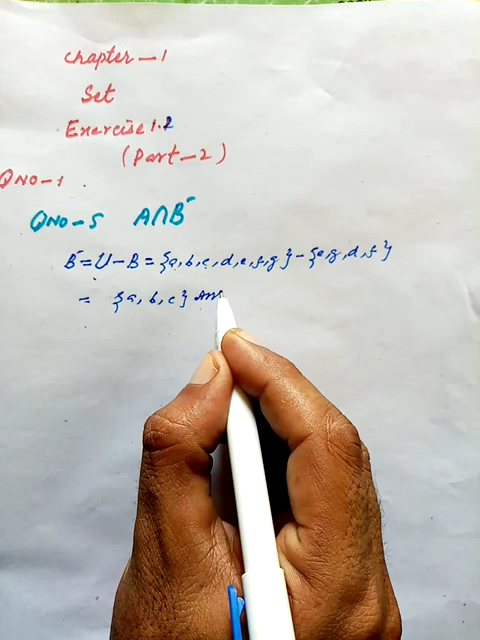 Chapter - 1
Set
Exercise 1.2
(Part - 2)
QNO - 1
QNO - 5 A∩B′
B′ = U - B = {a, b, c, d, e, f, g} - {e, g, d, f}
= {a, b, c} Ans